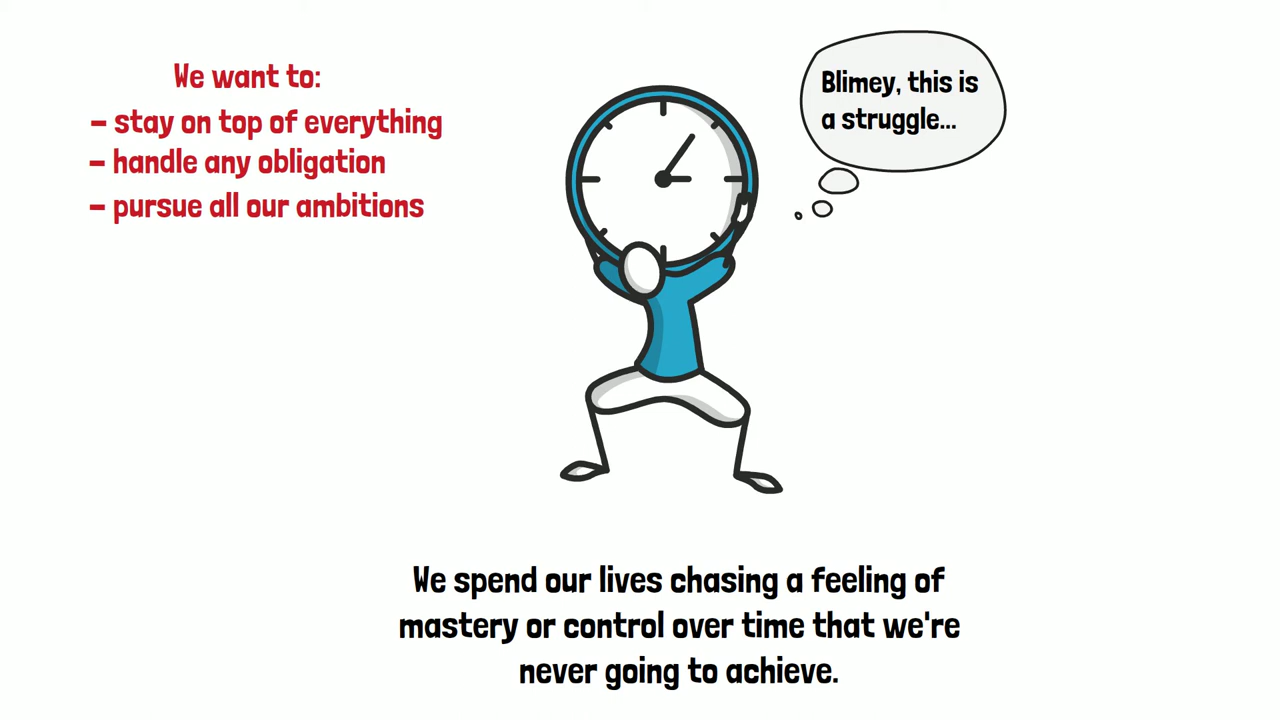 We want to:
- stay on top of everything
- handle any obligation
- pursue all our ambitions
Blimey, this is
a struggle...
We spend our lives chasing a feeling of
mastery or control over time that we're
never going to achieve.